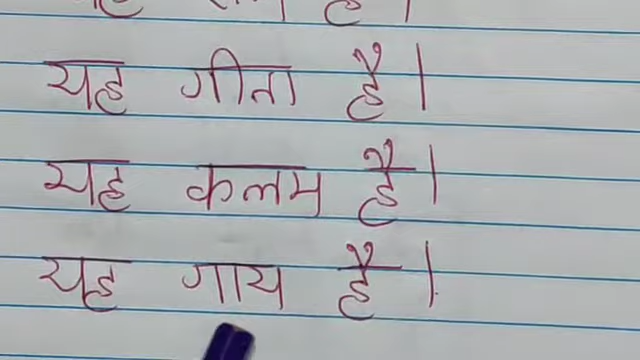 यह गीता है।
यह कलम है।
यह गाय है।